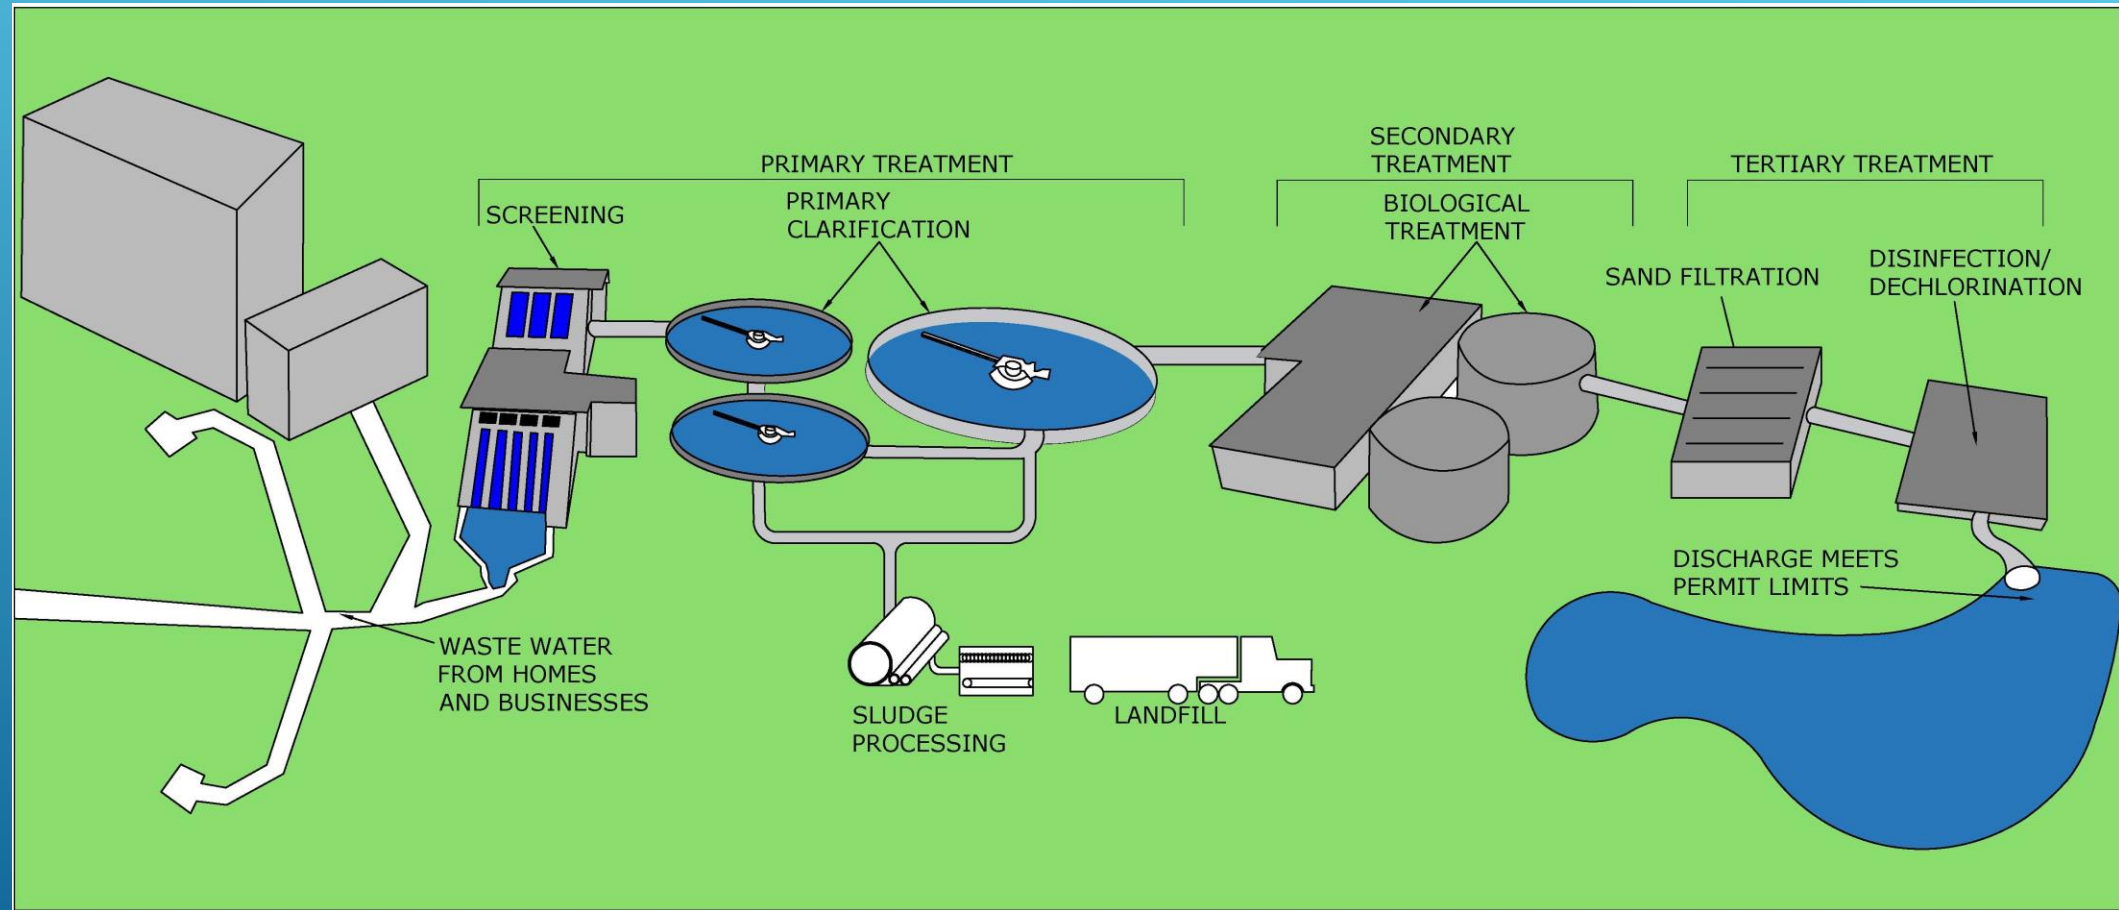 PRIMARY TREATMENT
SCREENING
PRIMARY
CLARIFICATION
SECONDARY
TREATMENT
BIOLOGICAL
TREATMENT
TERTIARY TREATMENT
SAND FILTRATION
DISINFECTION/
DECHLORINATION
DISCHARGE MEETS
PERMIT LIMITS
WASTE WATER
FROM HOMES
AND BUSINESSES
SLUDGE
PROCESSING
LANDFILL